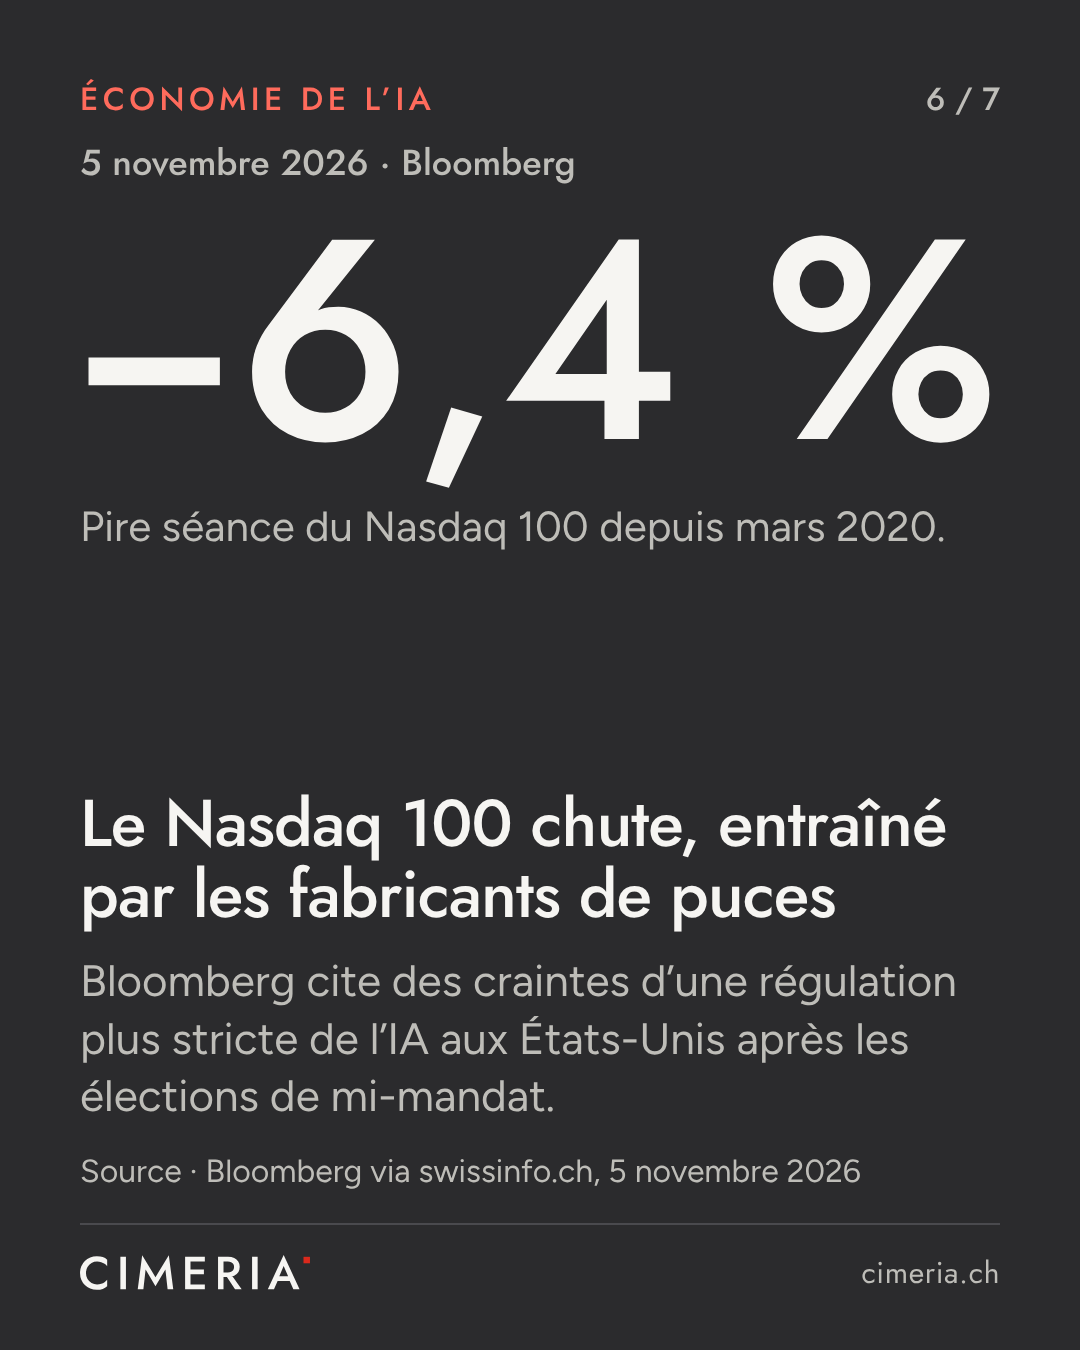 ÉCONOMIE DE L’IA
6 / 7
5 novembre 2026 · Bloomberg
–6,4 %
Pire séance du Nasdaq 100 depuis mars 2020.
Le Nasdaq 100 chute, entraîné
par les fabricants de puces
Bloomberg cite des craintes d’une régulation
plus stricte de l’IA aux États-Unis après les
élections de mi-mandat.
Source · Bloomberg via swissinfo.ch, 5 novembre 2026
CIMERIA
cimeria.ch